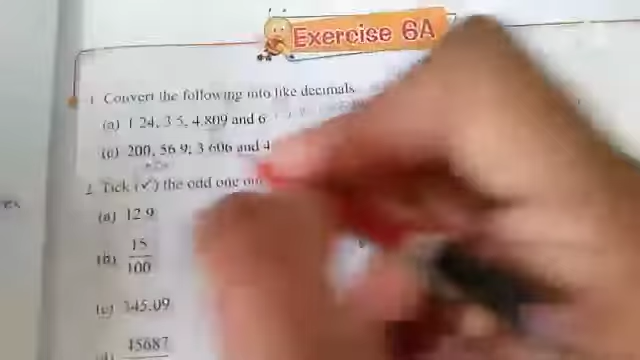 Exercise 6A
1. Convert the following into like decimals.
(a) 1.24, 3.5, 4.809 and 6
(c) 200, 56.9, 3.606 and 4
2. Tick (✓) the odd one out
(a) 12.9
(b) 15
100
(c) 345.09
(d) 45687